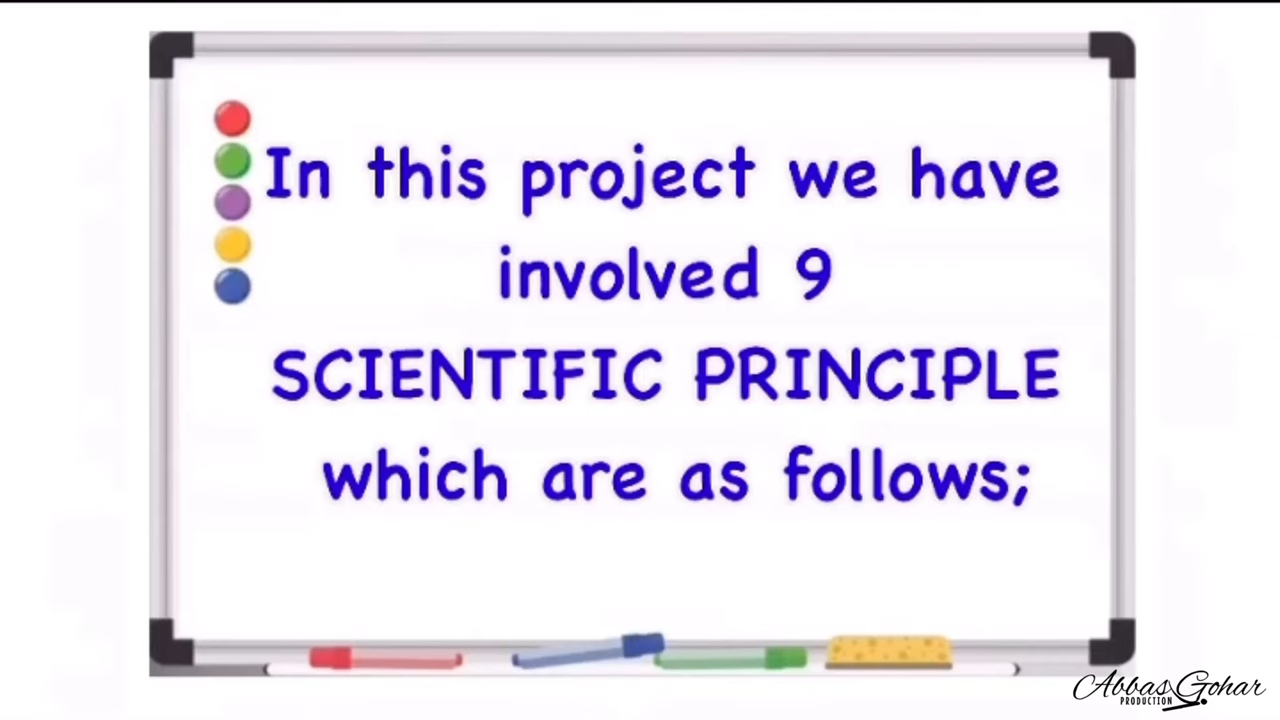 In this project we have
involved 9
SCIENTIFIC PRINCIPLE
which are as follows;
Abbas Gohar
PRODUCTION